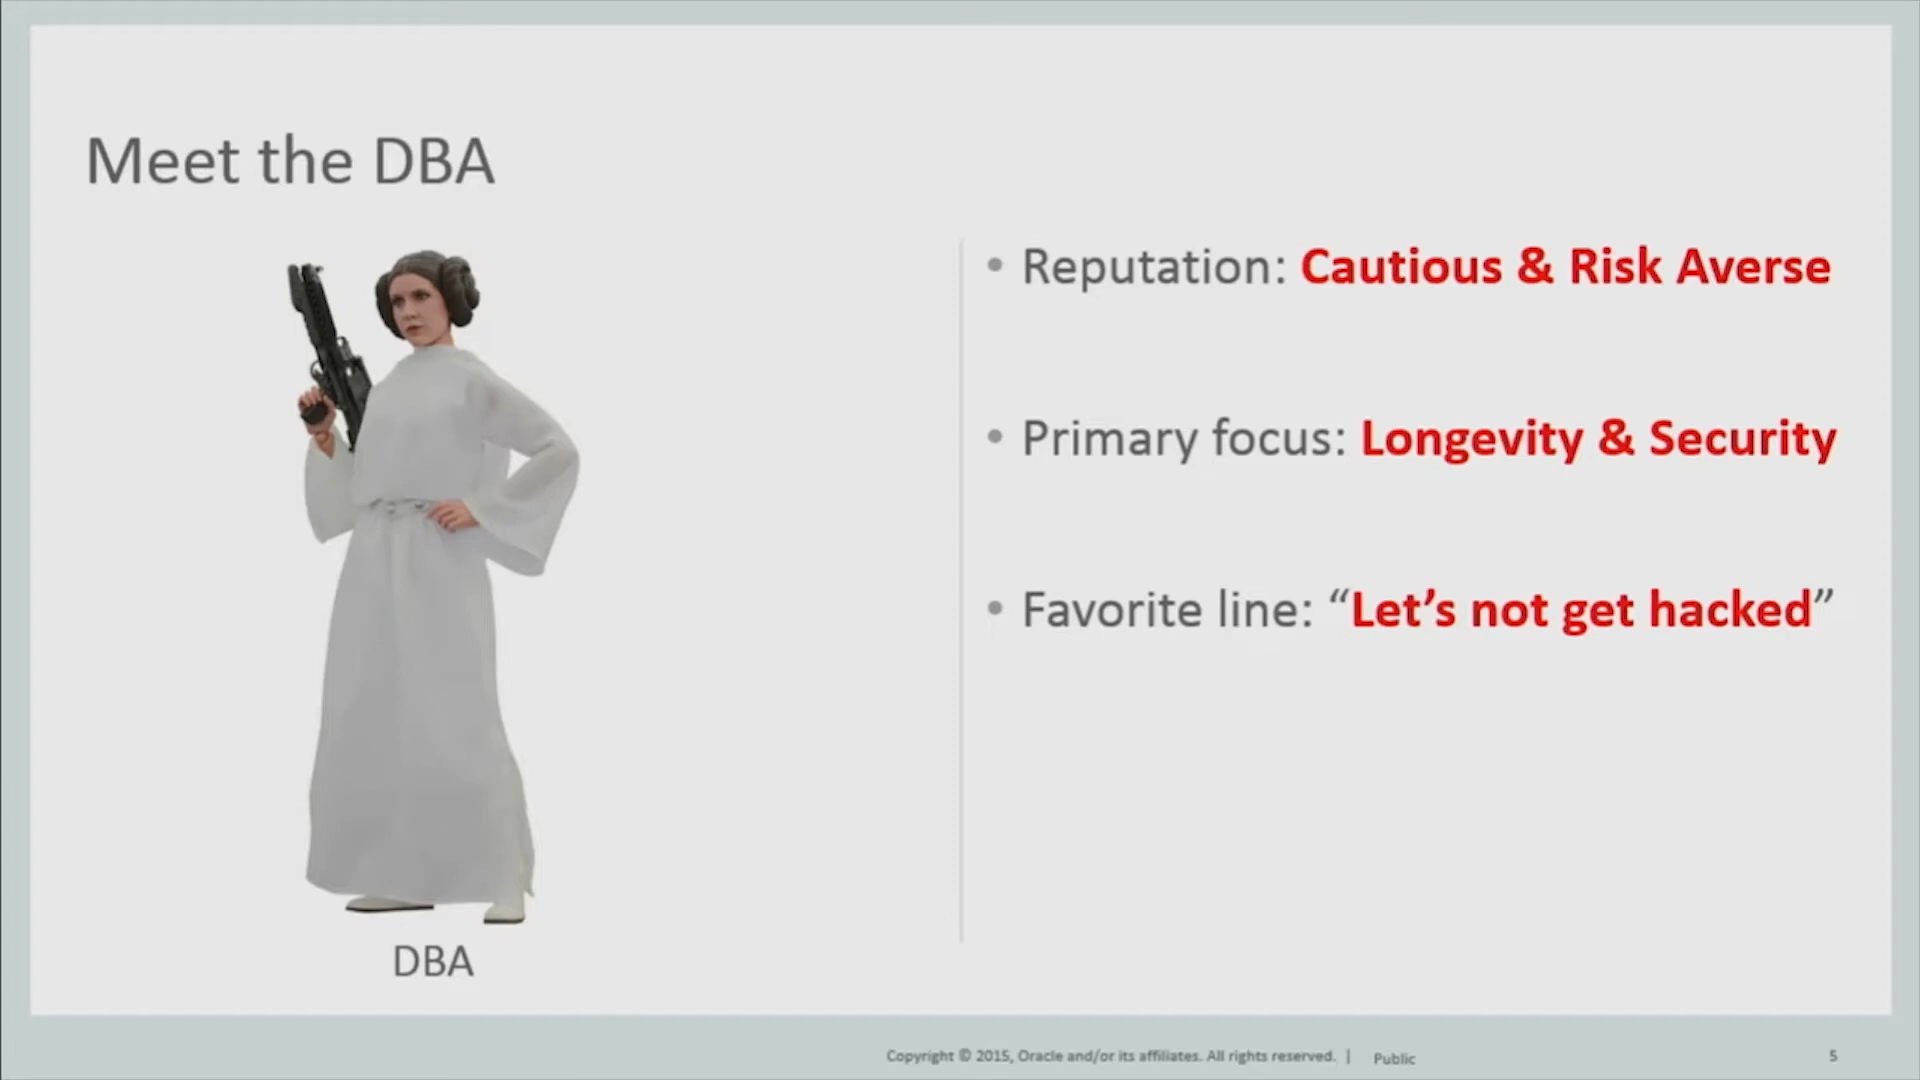 Meet the DBA
• Reputation: Cautious & Risk Averse
• Primary focus: Longevity & Security
• Favorite line: “Let’s not get hacked”
DBA
Copyright © 2015, Oracle and/or its affiliates. All rights reserved. |
Public
5